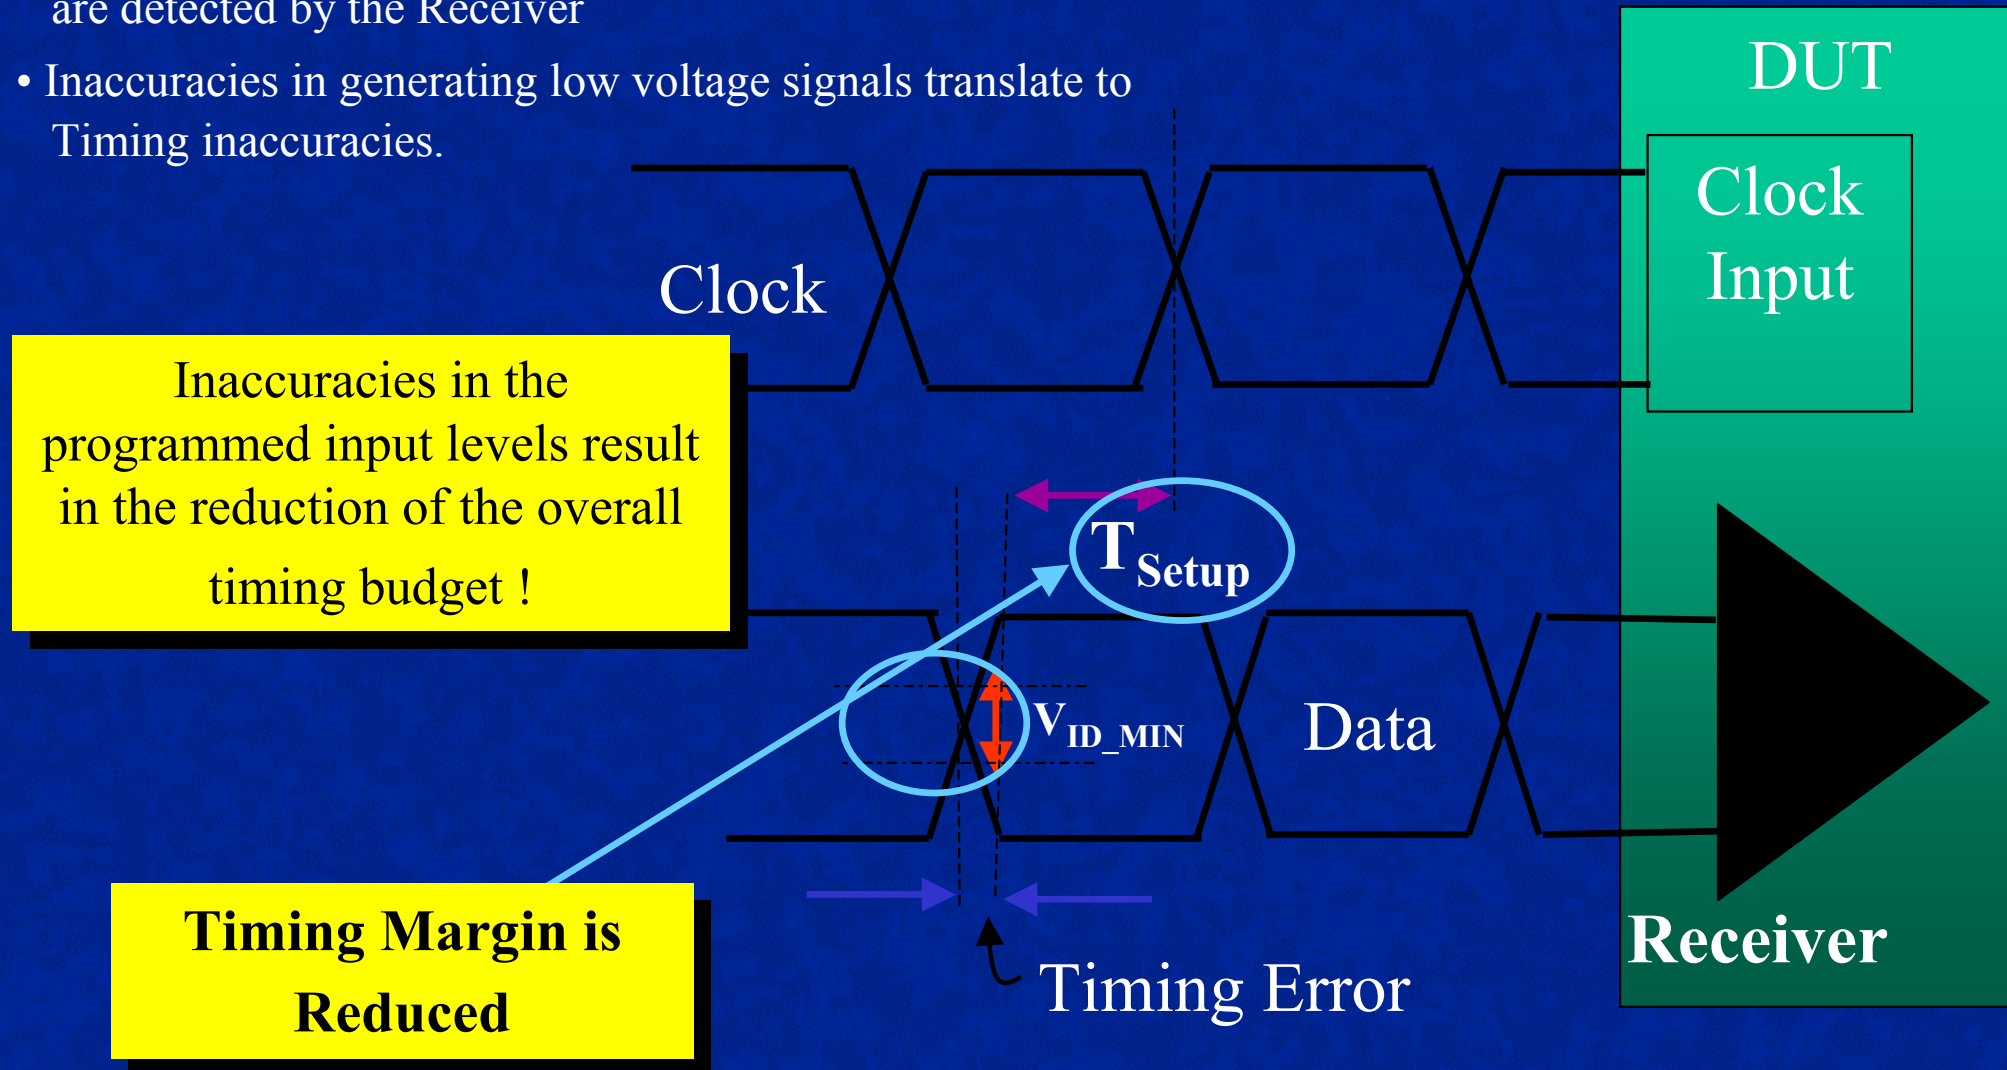 are detected by the Receiver
• Inaccuracies in generating low voltage signals translate to
Timing inaccuracies.
DUT
Clock
Input
Clock
Inaccuracies in the
programmed input levels result
in the reduction of the overall
timing budget !
TSetup
VID_MIN
Data
Timing Margin is
Reduced
Timing Error
Receiver